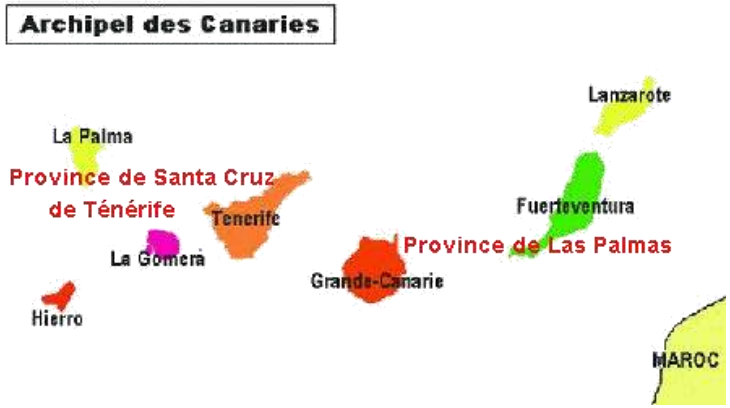 Archipel des Canaries
Lanzarote
La Palma
Province de Santa Cruz
de Ténérife
Tenerife
Fuerteventura
Province de Las Palmas
La Gomera
Grande-Canarie
Hierro
MAROC